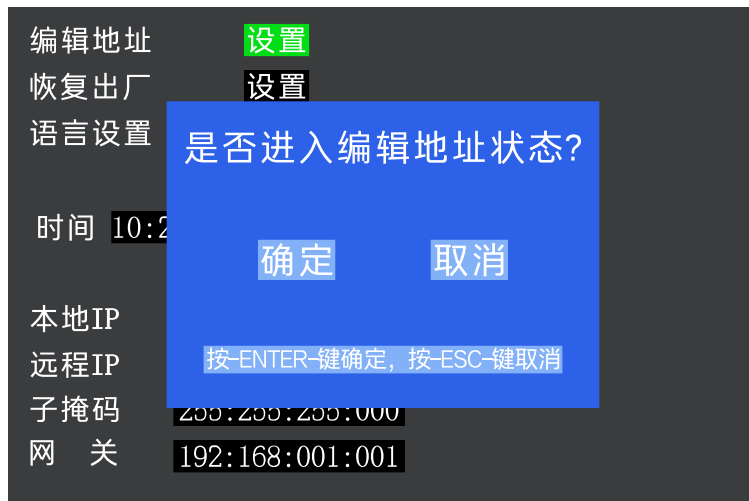 编辑地址 设置
恢复出厂 设置
语言设置
是否进入编辑地址状态?
时间 10:2
确定 取消
本地IP
远程IP
按-ENTER-键确定，按-ESC-键取消
子掩码 255:255:255:000
网 关 192:168:001:001